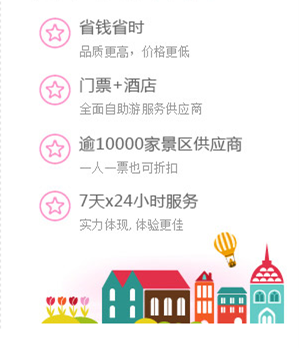 省钱省时
品质更高，价格更低
门票+酒店
全面自助游服务供应商
逾10000家景区供应商
一人一票也可折扣
7天x24小时服务
实力体现, 体验更佳